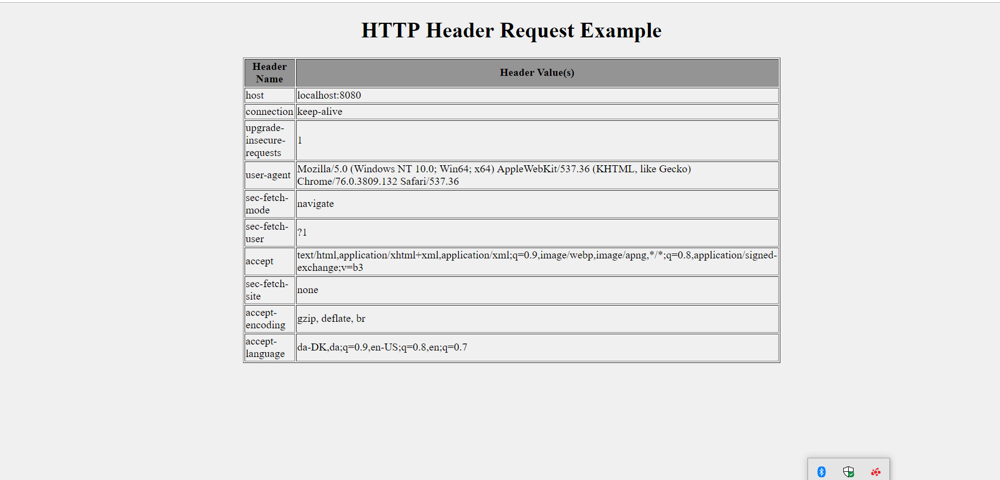 HTTP Header Request Example
Header
Name
Header Value(s)
host
localhost:8080
connection
keep-alive
upgrade-
insecure-
requests
1
user-agent
Mozilla/5.0 (Windows NT 10.0; Win64; x64) AppleWebKit/537.36 (KHTML, like Gecko)
Chrome/76.0.3809.132 Safari/537.36
sec-fetch-
mode
navigate
sec-fetch-
user
?1
accept
text/html,application/xhtml+xml,application/xml;q=0.9,image/webp,image/apng,*/*;q=0.8,application/signed-
exchange;v=b3
sec-fetch-
site
none
accept-
encoding
gzip, deflate, br
accept-
language
da-DK,da;q=0.9,en-US;q=0.8,en;q=0.7